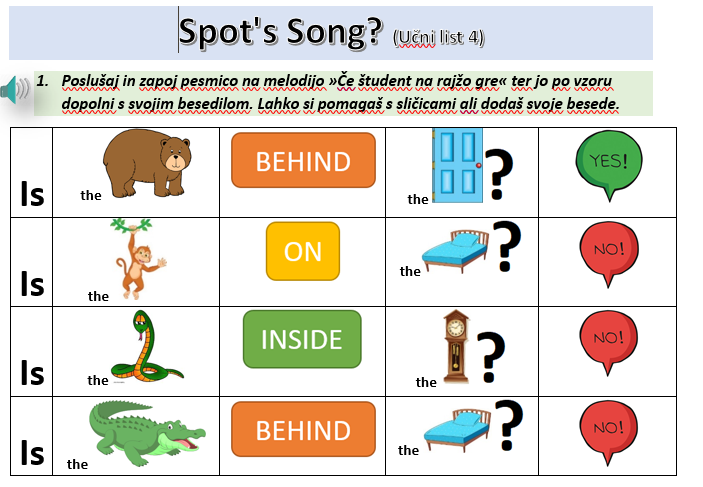 Spot's Song? (Učni list 4)
1. Poslušaj in zapoj pesmico na melodijo »Če študent na rajžo gre« ter jo po vzoru
dopolni s svojim besedilom. Lahko si pomagaš s sličicami ali dodaš svoje besede.
Is the BEHIND the ? YES!
Is the ON the ? NO!
Is the INSIDE the ? NO!
Is the BEHIND the ? NO!